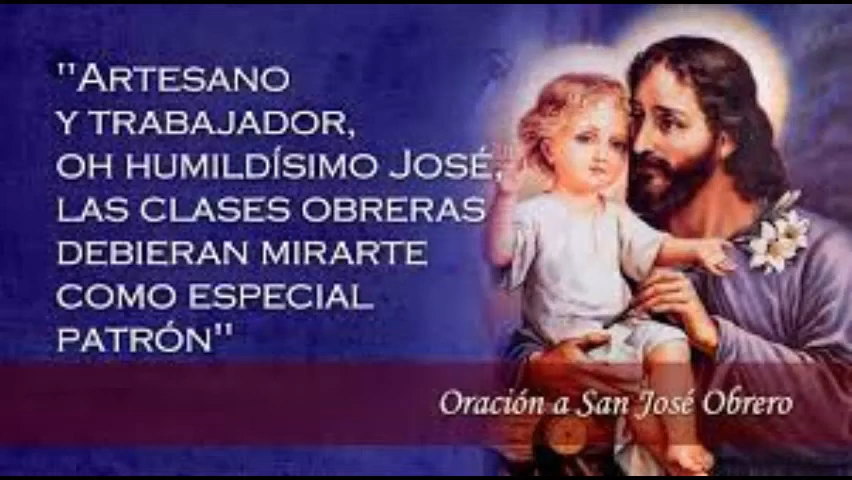 "Artesano
y trabajador,
oh humildísimo José,
las clases obreras
debieran mirarte
como especial
patrón"
Oración a San José Obrero